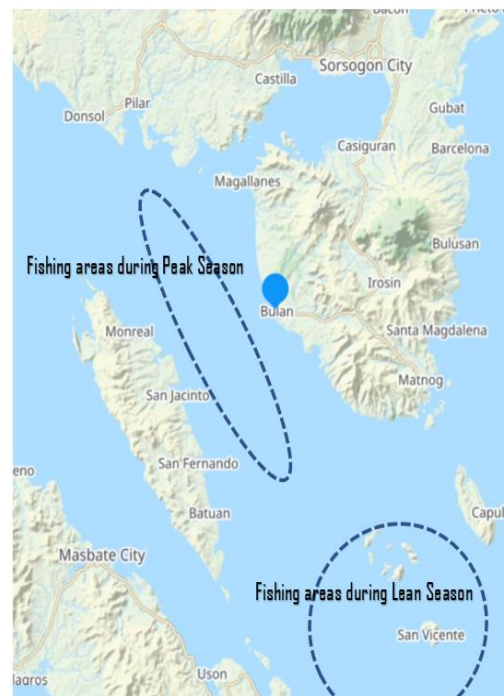 Bacon
Sorsogon City
Castilla
Pilar
Donsol
Gubat
Casiguran
Barcelona
Magallanes
Bulusan
Fishing areas during Peak Season
Irosin
Bulan
Monreal
Santa Magdalena
Matnog
San Jacinto
San Fernando
Batuan
Capul
Masbate City
Fishing areas during Lean Season
San Vicente
Uson